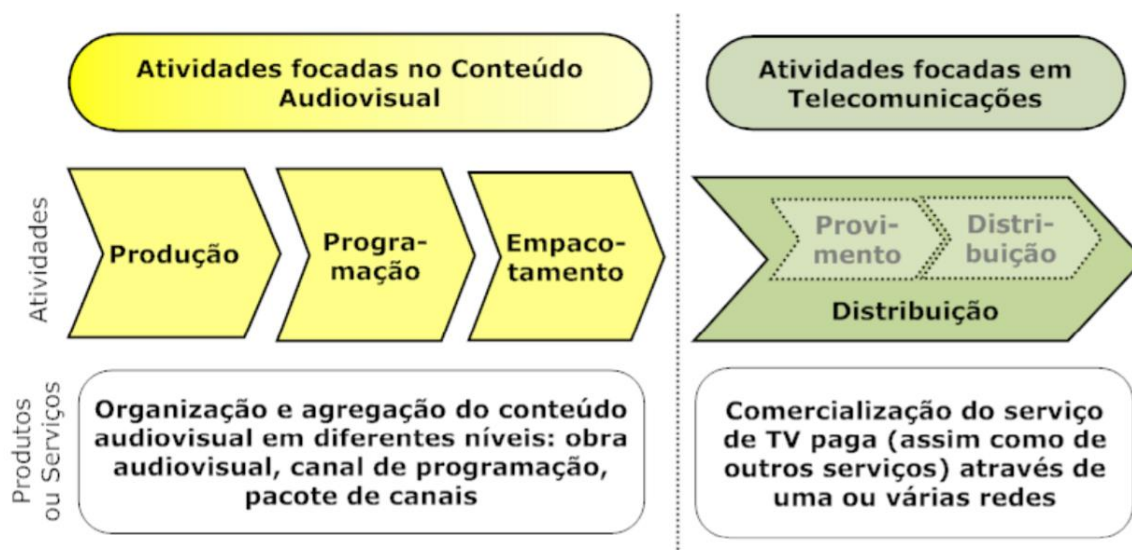 Atividades focadas no Conteúdo
Audiovisual
Atividades focadas em
Telecomunicações
Atividades
Produção
Progra-
mação
Empaco-
tamento
Provi-
mento
Distri-
buição
Distribuição
Produtos
ou Serviços
Organização e agregação do conteúdo
audiovisual em diferentes níveis: obra
audiovisual, canal de programação,
pacote de canais
Comercialização do serviço
de TV paga (assim como de
outros serviços) através de
uma ou várias redes